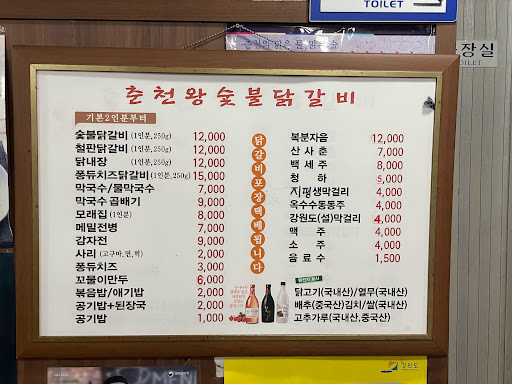 TOILET
장실
TOILET
춘천왕숯불닭갈비
기본2인분부터
숯불닭갈비 (1인분,250g) 12,000
철판닭갈비 (1인분,250g) 12,000
닭내장 (1인분,250g) 12,000
퐁듀치즈닭갈비 (1인분,250g) 15,000
막국수/물막국수 7,000
막국수 곱배기 9,000
모래집 (1인분) 8,000
메밀전병 7,000
감자전 9,000
사리 (고구마,면,떡) 2,000
퐁듀치즈 3,000
꼬물이만두 6,000
볶음밥/애기밥 2,000
공기밥+된장국 2,000
공기밥 1,000
닭갈비포장택배됩니다
복분자음 12,000
산사춘 7,000
백세주 8,000
청하 5,000
지평생막걸리 4,000
옥수수동동주 4,000
강원도(설)막걸리 4,000
맥주 4,000
소주 4,000
음료수 1,500
닭고기(국내산)/열무(국내산)
배추(중국산)김치/쌀(국내산)
고추가루(국내산,중국산)